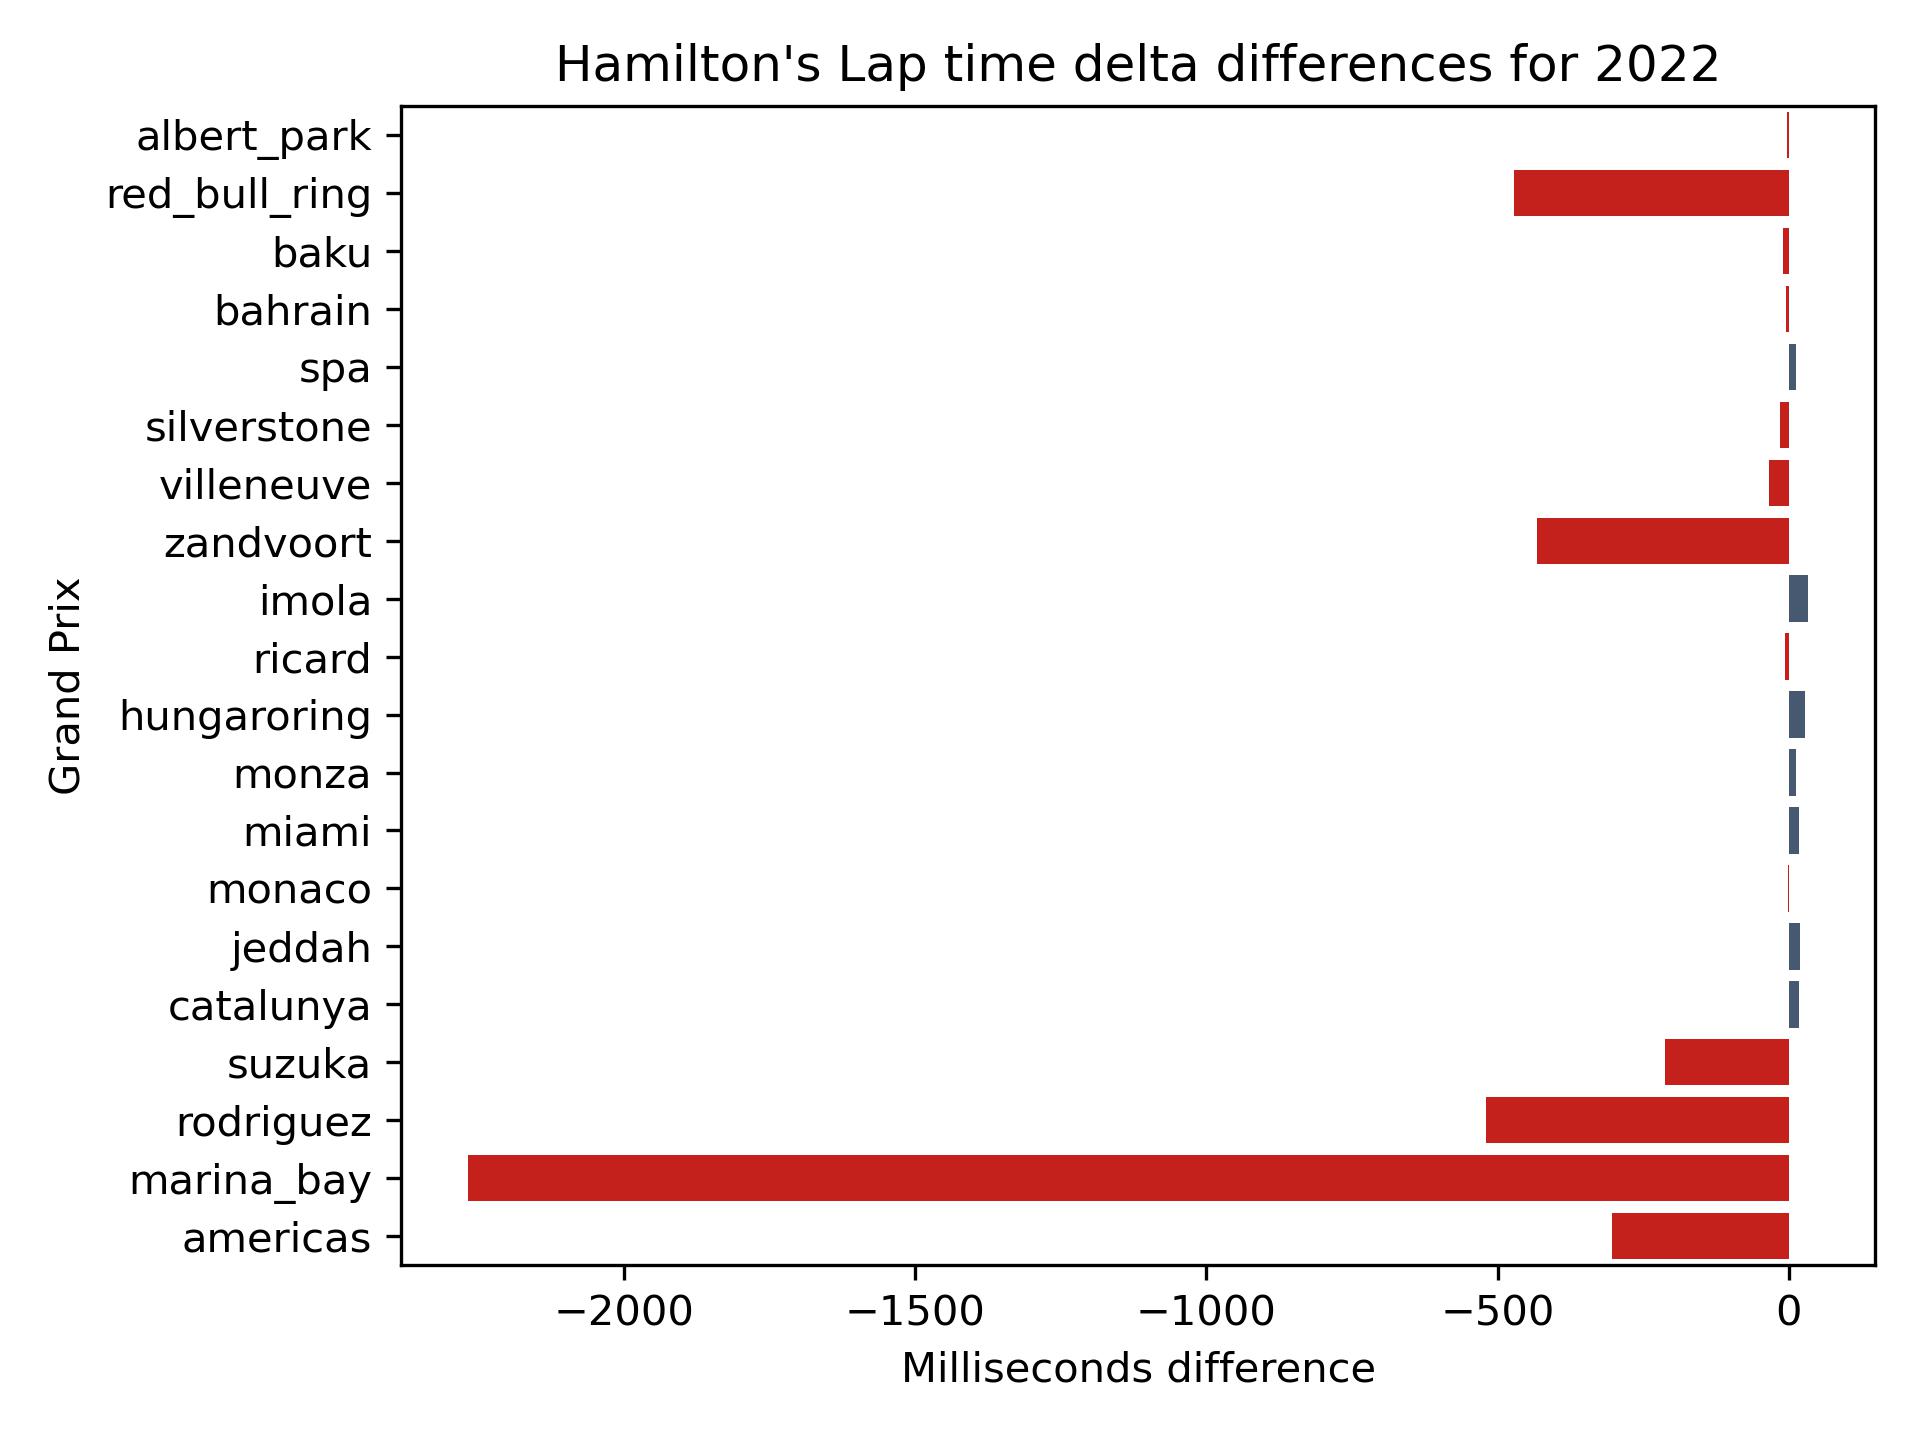 Hamilton's Lap time delta differences for 2022
albert_park
red_bull_ring
baku
bahrain
spa
silverstone
villeneuve
zandvoort
imola
ricard
hungaroring
monza
miami
monaco
jeddah
catalunya
suzuka
rodriguez
marina_bay
americas
Grand Prix
−2000 −1500 −1000 −500 0
Milliseconds difference